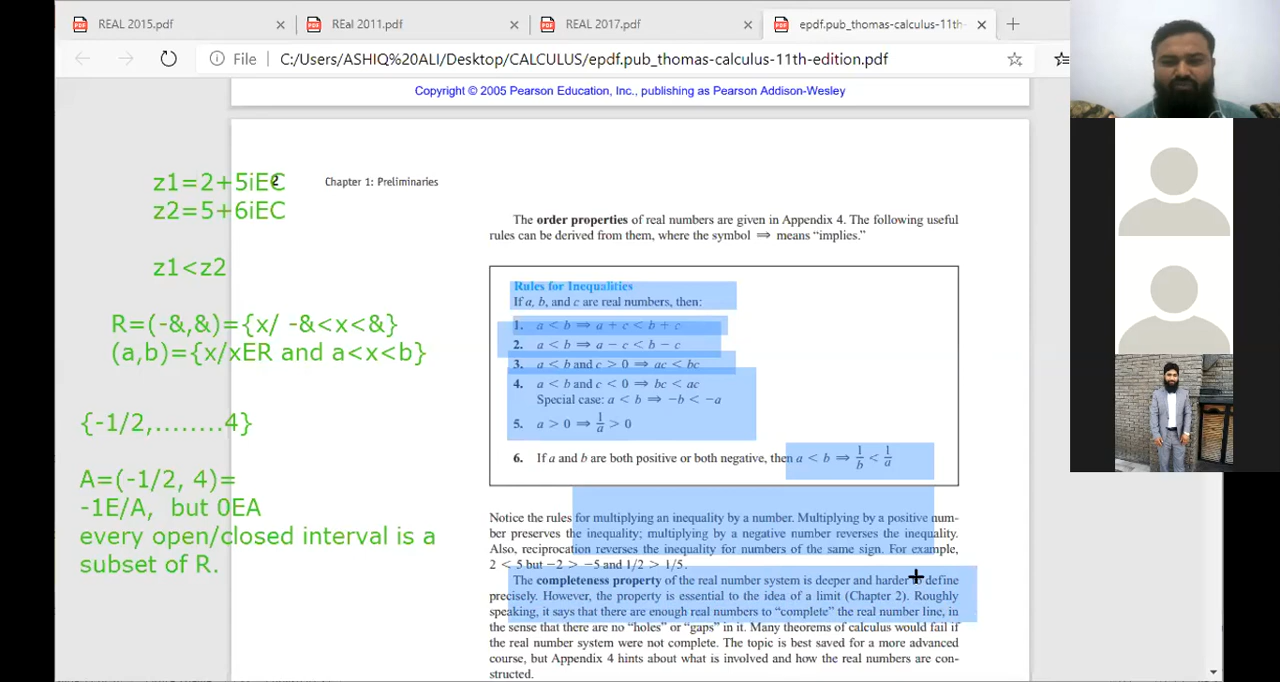 REAL 2015.pdf
REal 2011.pdf
REAL 2017.pdf
epdf.pub_thomas-calculus-11th-
File
C:/Users/ASHIQ%20ALI/Desktop/CALCULUS/epdf.pub_thomas-calculus-11th-edition.pdf
Copyright © 2005 Pearson Education, Inc., publishing as Pearson Addison-Wesley
2 Chapter 1: Preliminaries
z1=2+5iEC
z2=5+6iEC
z1<z2
R=(-&,&)={x/ -&<x<&}
(a,b)={x/xER and a<x<b}
{-1/2,........4}
A=(-1/2, 4)=
-1E/A, but 0EA
every open/closed interval is a
subset of R.
The order properties of real numbers are given in Appendix 4. The following useful
rules can be derived from them, where the symbol ⇒ means “implies.”
Rules for Inequalities
If a, b, and c are real numbers, then:
1. a < b ⇒ a + c < b + c
2. a < b ⇒ a − c < b − c
3. a < b and c > 0 ⇒ ac < bc
4. a < b and c < 0 ⇒ bc < ac
Special case: a < b ⇒ −b < −a
5. a > 0 ⇒ 1/a > 0
6. If a and b are both positive or both negative, then a < b ⇒ 1/b < 1/a
Notice the rules for multiplying an inequality by a number. Multiplying by a positive num-
ber preserves the inequality; multiplying by a negative number reverses the inequality.
Also, reciprocation reverses the inequality for numbers of the same sign. For example,
2 < 5 but −2 > −5 and 1/2 > 1/5.
The completeness property of the real number system is deeper and harder to define
precisely. However, the property is essential to the idea of a limit (Chapter 2). Roughly
speaking, it says that there are enough real numbers to “complete” the real number line, in
the sense that there are no “holes” or “gaps” in it. Many theorems of calculus would fail if
the real number system were not complete. The topic is best saved for a more advanced
course, but Appendix 4 hints about what is involved and how the real numbers are con-
structed.